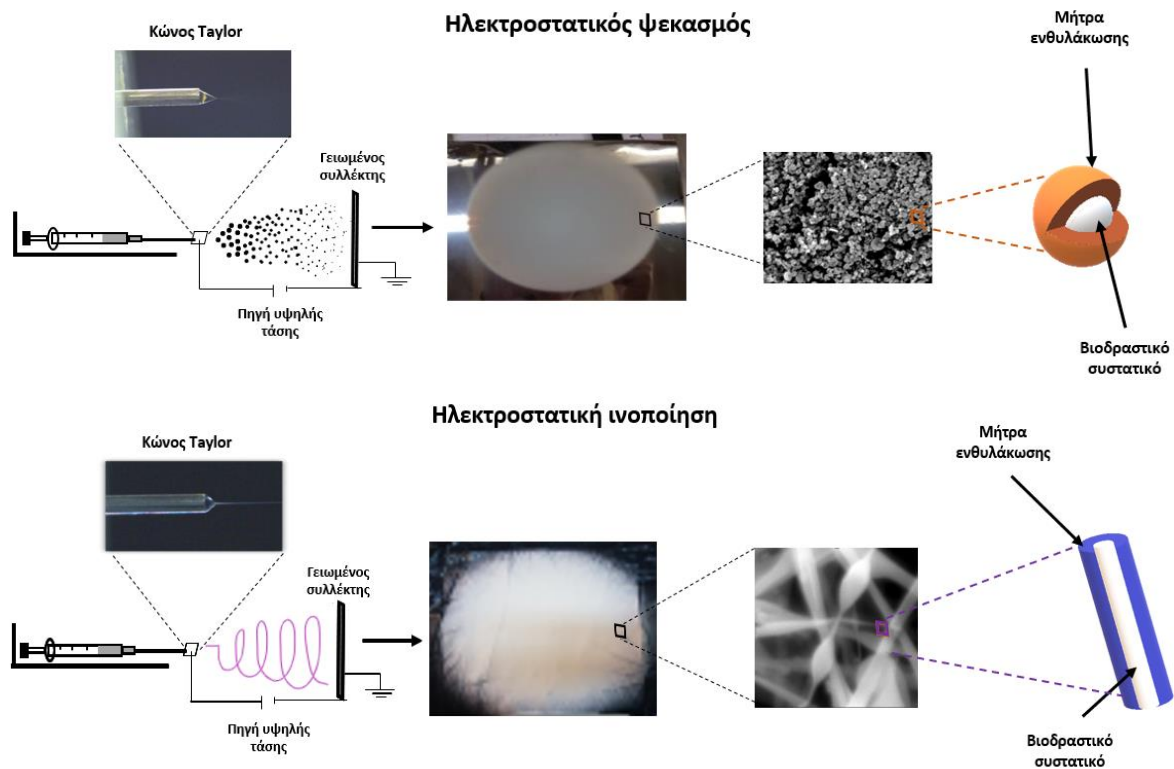 Ηλεκτροστατικός ψεκασμός
Κώνος Taylor
Μήτρα
ενθυλάκωσης
Γειωμένος
συλλέκτης
Πηγή υψηλής
τάσης
Βιοδραστικό
συστατικό
Ηλεκτροστατική ινοποίηση
Κώνος Taylor
Μήτρα
ενθυλάκωσης
Γειωμένος
συλλέκτης
Πηγή υψηλής
τάσης
Βιοδραστικό
συστατικό